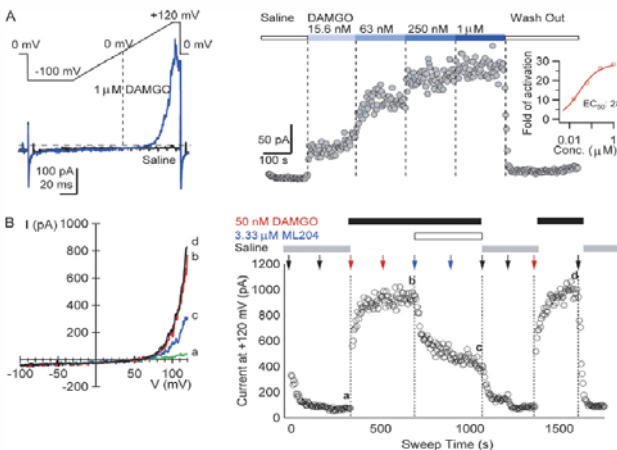 A
+120 mV
0 mV
0 mV
0 mV
-100 mV
1 μM DAMGO
Saline
100 pA
20 ms
Saline
DAMGO
Wash Out
15.6 nM
63 nM
250 nM
1 μM
50 pA
100 s
Fold of activation
30
20
10
0
0.01
1
Conc. (μM)
B
I (pA)
1000
800
600
400
200
0
-200
-100
-50
50
100
V (mV)
d
b
c
a
50 nM DAMGO
3.33 μM ML204
Saline
Current at +120 mV (pA)
1200
1000
800
600
400
200
0
0
500
1000
1500
Sweep Time (s)
a
b
c
d